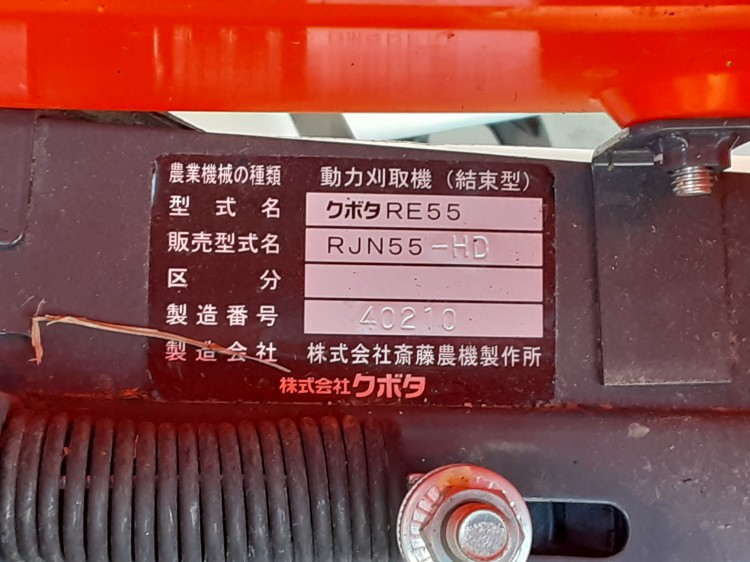 農業機械の種類 動力刈取機(結束型)
型式名 クボタRE55
販売型式名 RJN55-HD
区分
製造番号 40210
製造会社 株式会社斎藤農機製作所
株式会社クボタ